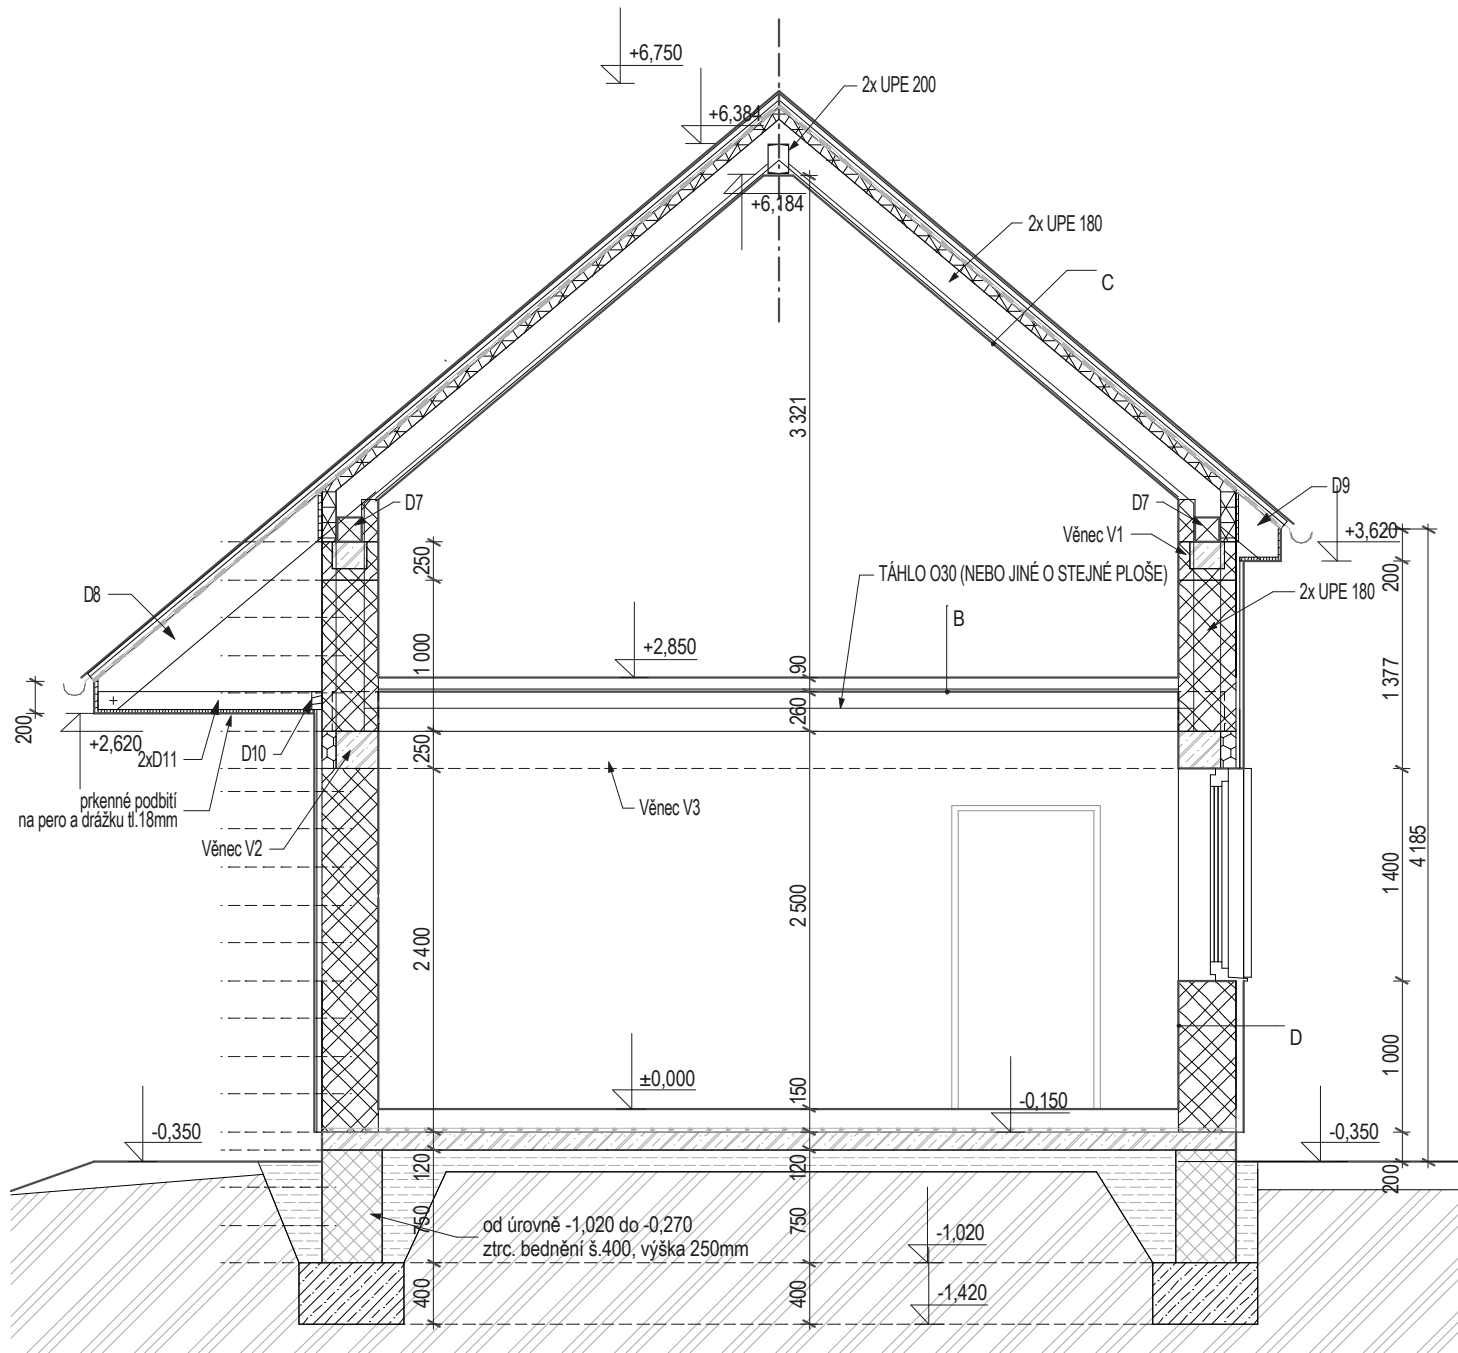 +6,750
2x UPE 200
+6,384
+6,184
2x UPE 180
C
3 321
D7
D7
D9
Věnec V1
+3,620
250
200
TÁHLO O30 (NEBO JINÉ O STEJNÉ PLOŠE)
2x UPE 180
D8
B
+2,850
1 000
90
1 377
200
260
+2,620
2xD11
D10
250
prkenné podbití
na pero a drážku tl.18mm
Věnec V3
Věnec V2
1 400
4 185
2 500
2 400
D
1 000
±0,000
150
-0,150
-0,350
-0,350
120
120
200
750
od úrovně -1,020 do -0,270
ztrc. bednění š.400, výška 250mm
750
-1,020
400
400
-1,420